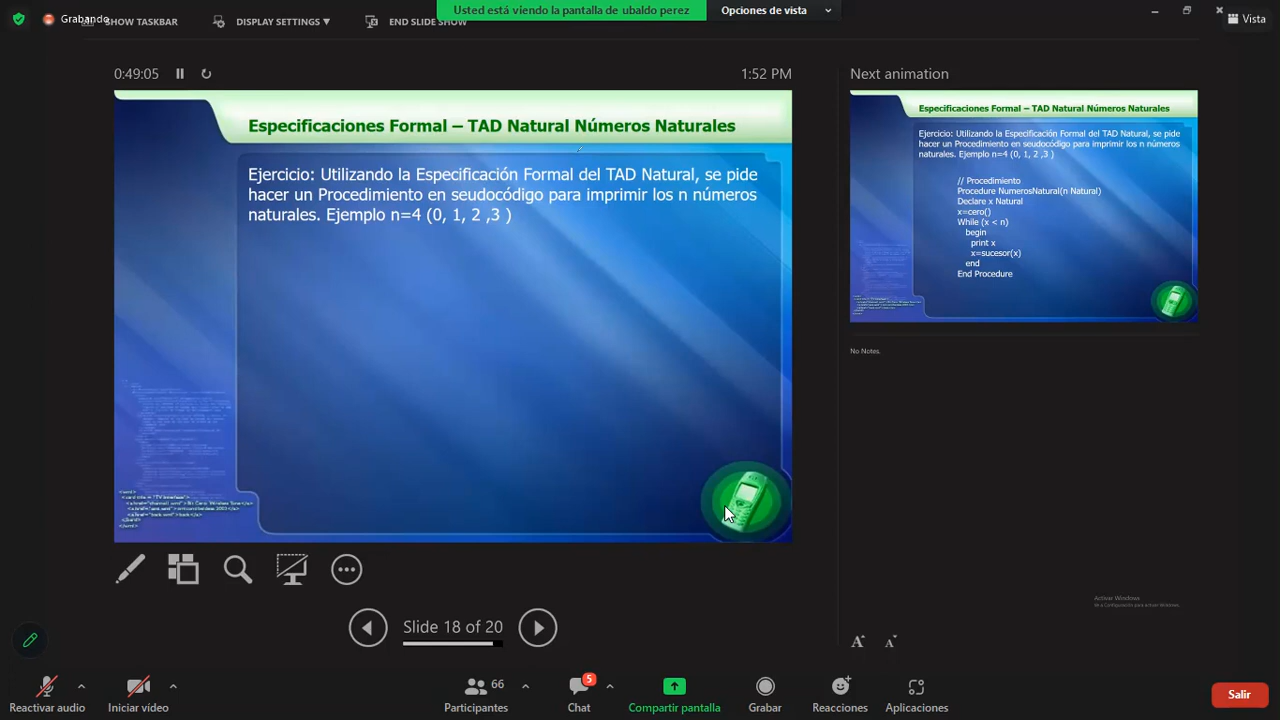 Grabando
SHOW TASKBAR
DISPLAY SETTINGS ▼
END SLIDE SHOW
Usted está viendo la pantalla de ubaldo perez
Opciones de vista
Vista
0:49:05
1:52 PM
Especificaciones Formal – TAD Natural Números Naturales
Ejercicio: Utilizando la Especificación Formal del TAD Natural, se pide
hacer un Procedimiento en seudocódigo para imprimir los n números
naturales. Ejemplo n=4 (0, 1, 2 ,3 )
Next animation
Especificaciones Formal – TAD Natural Números Naturales
Ejercicio: Utilizando la Especificación Formal del TAD Natural, se pide
hacer un Procedimiento en seudocódigo para imprimir los n números
naturales. Ejemplo n=4 (0, 1, 2 ,3 )
// Procedimiento
Procedure NumerosNatural(n Natural)
Declare x Natural
x=cero()
While (x < n)
begin
print x
x=sucesor(x)
end
End Procedure
No Notes.
Activar Windows
Ve a Configuración para activar Windows.
Slide 18 of 20
A A
Reactivar audio
Iniciar vídeo
66
Participantes
5
Chat
Compartir pantalla
Grabar
Reacciones
Aplicaciones
Salir